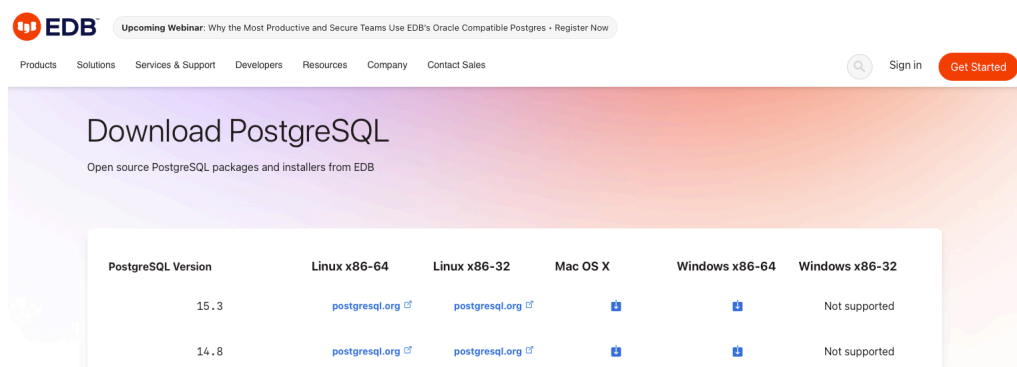 EDB™ Upcoming Webinar: Why the Most Productive and Secure Teams Use EDB's Oracle Compatible Postgres • Register Now
Products Solutions Services & Support Developers Resources Company Contact Sales Sign in Get Started
Download PostgreSQL
Open source PostgreSQL packages and installers from EDB
PostgreSQL Version Linux x86-64 Linux x86-32 Mac OS X Windows x86-64 Windows x86-32
15.3 postgresql.org postgresql.org Not supported
14.8 postgresql.org postgresql.org Not supported